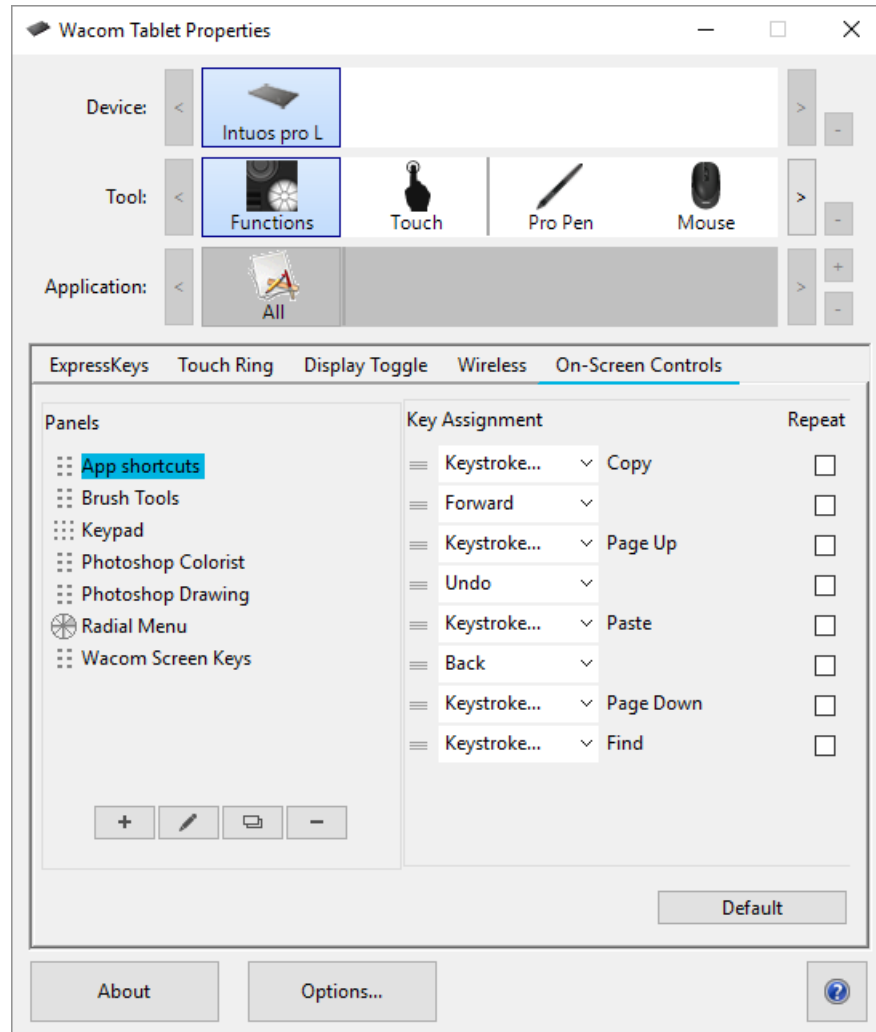 Wacom Tablet Properties
Device:
<
Intuos pro L
>
-
Tool:
<
Functions
Touch
Pro Pen
Mouse
>
-
Application:
<
All
>
+
-
ExpressKeys Touch Ring Display Toggle Wireless On-Screen Controls
Panels
App shortcuts
Brush Tools
Keypad
Photoshop Colorist
Photoshop Drawing
Radial Menu
Wacom Screen Keys
+ -
Key Assignment Repeat
Keystroke... Copy
Forward
Keystroke... Page Up
Undo
Keystroke... Paste
Back
Keystroke... Page Down
Keystroke... Find
Default
About Options... ?